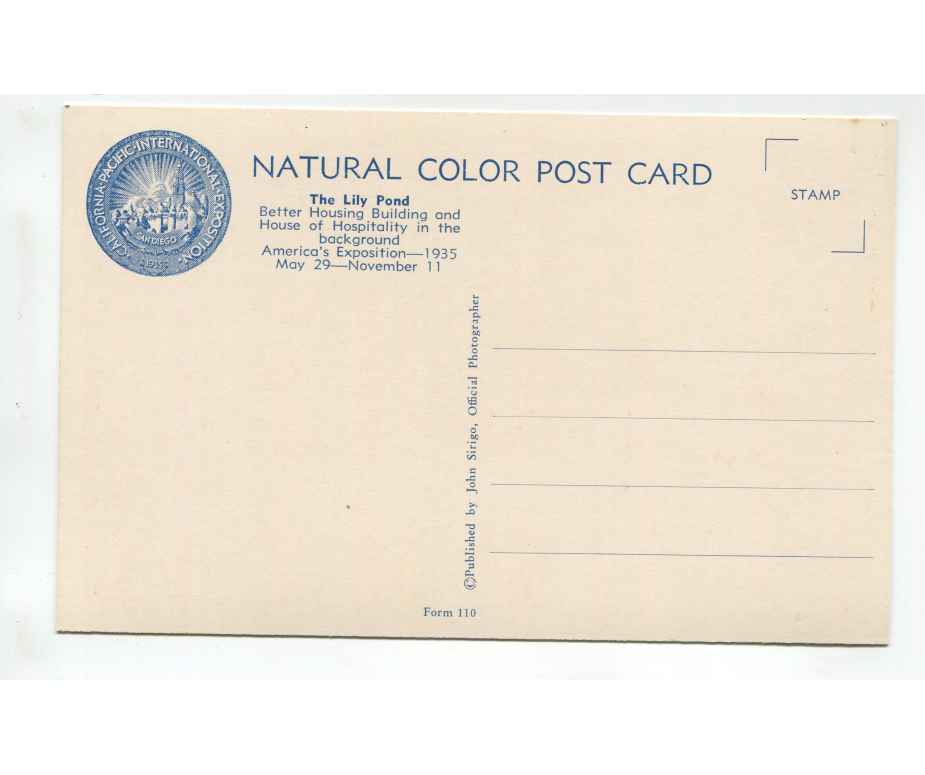 CALIFORNIA·PACIFIC·INTERNATIONAL·EXPOSITION·
SAN DIEGO
1935
NATURAL COLOR POST CARD
STAMP
The Lily Pond
Better Housing Building and
House of Hospitality in the
background
America's Exposition—1935
May 29—November 11
©Published by John Sirigo, Official Photographer
Form 110